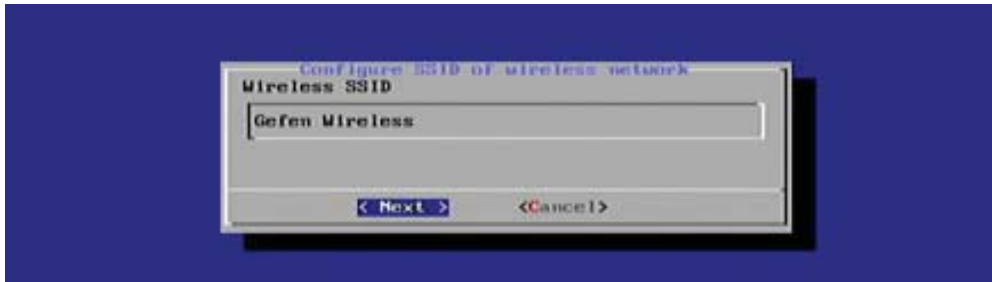 Configure SSID of wireless network
Wireless SSID
Gefen Wireless
< Next > <Cancel>